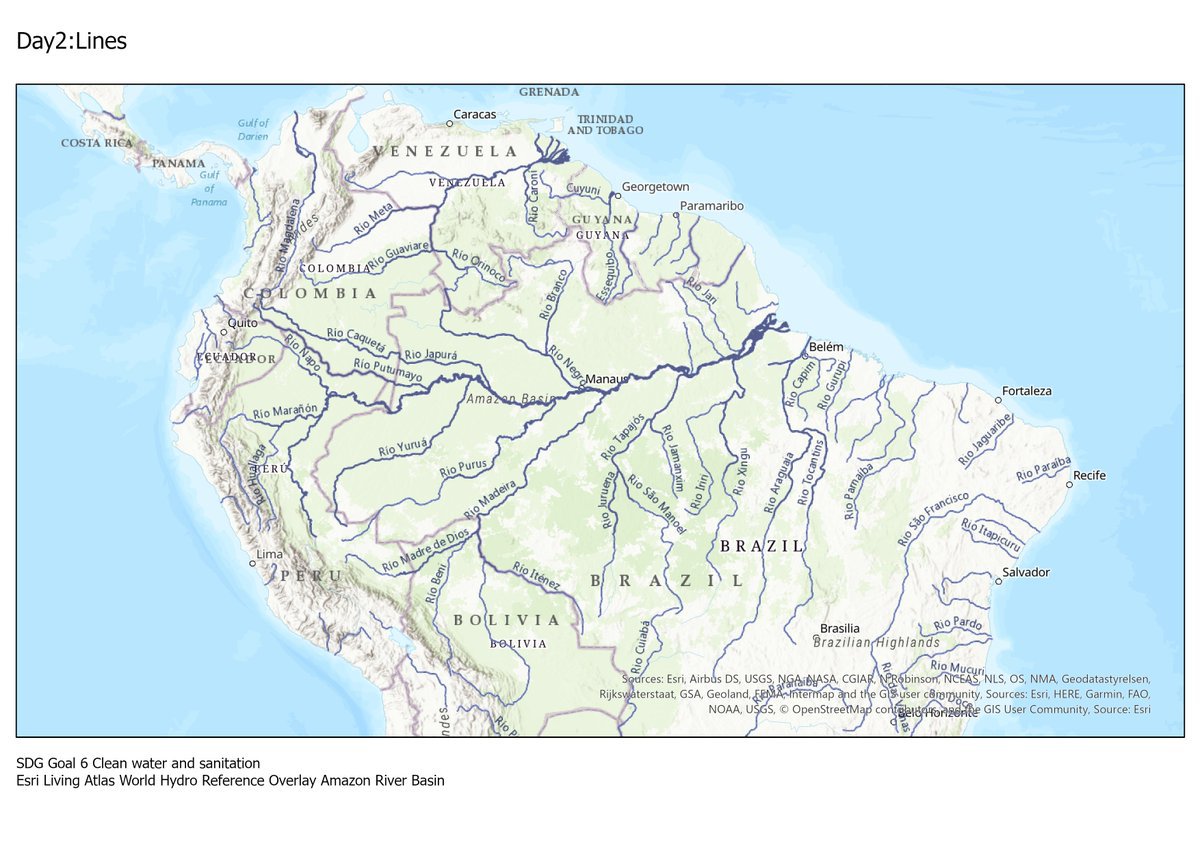 Day2:Lines
GRENADA
Caracas
TRINIDAD
AND TOBAGO
Gulf of
Darien
COSTA RICA
PANAMA
VENEZUELA
Gulf
of
Panama
VENEZUELA
Rio Caroni
Cuyuni
Georgetown
Paramaribo
Rio Magdalena
Rio Meta
GUYANA
GUYANA
Rio Guaviare
Rio Orinoco
COLOMBIA
COLOMBIA
Rio Branco
Essequibo
Rio Jari
Quito
ECUADOR
ECUADOR
Rio Napo
Rio Caquetá
Rio Japurá
Rio Putumayo
Rio Negro
Manaus
Amazon Basin
Belém
Rio Capim
Rio Gurupi
Fortaleza
Rio Marañón
Rio Yuruá
Rio Purus
Rio Madeira
Rio Tapajós
Rio Jamanxim
Rio Iriri
Rio Xingu
Rio Araguaia
Rio Tocantins
Rio Parnaíba
Rio Jaguaribe
Rio Paraíba
Recife
PERÚ
Rio Huallaga
Rio Juruena
Rio São Manoel
Rio São Francisco
Rio Itapicuru
Lima
PERU
Rio Madre de Dios
Rio Beni
Rio Iténez
BRAZIL
BRAZIL
Salvador
BOLIVIA
BOLIVIA
Rio Cuiabá
Brasilia
Brazilian Highlands
Rio Pardo
Rio Mucuri
Rio Paranaíba
Belo Horizonte
Sources: Esri, Airbus DS, USGS, NGA, NASA, CGIAR, N Robinson, NCEAS, NLS, OS, NMA, Geodatastyrelsen,
Rijkswaterstaat, GSA, Geoland, FEMA, Intermap and the GIS user community, Sources: Esri, HERE, Garmin, FAO,
NOAA, USGS, © OpenStreetMap contributors, and the GIS User Community, Source: Esri
SDG Goal 6 Clean water and sanitation
Esri Living Atlas World Hydro Reference Overlay Amazon River Basin